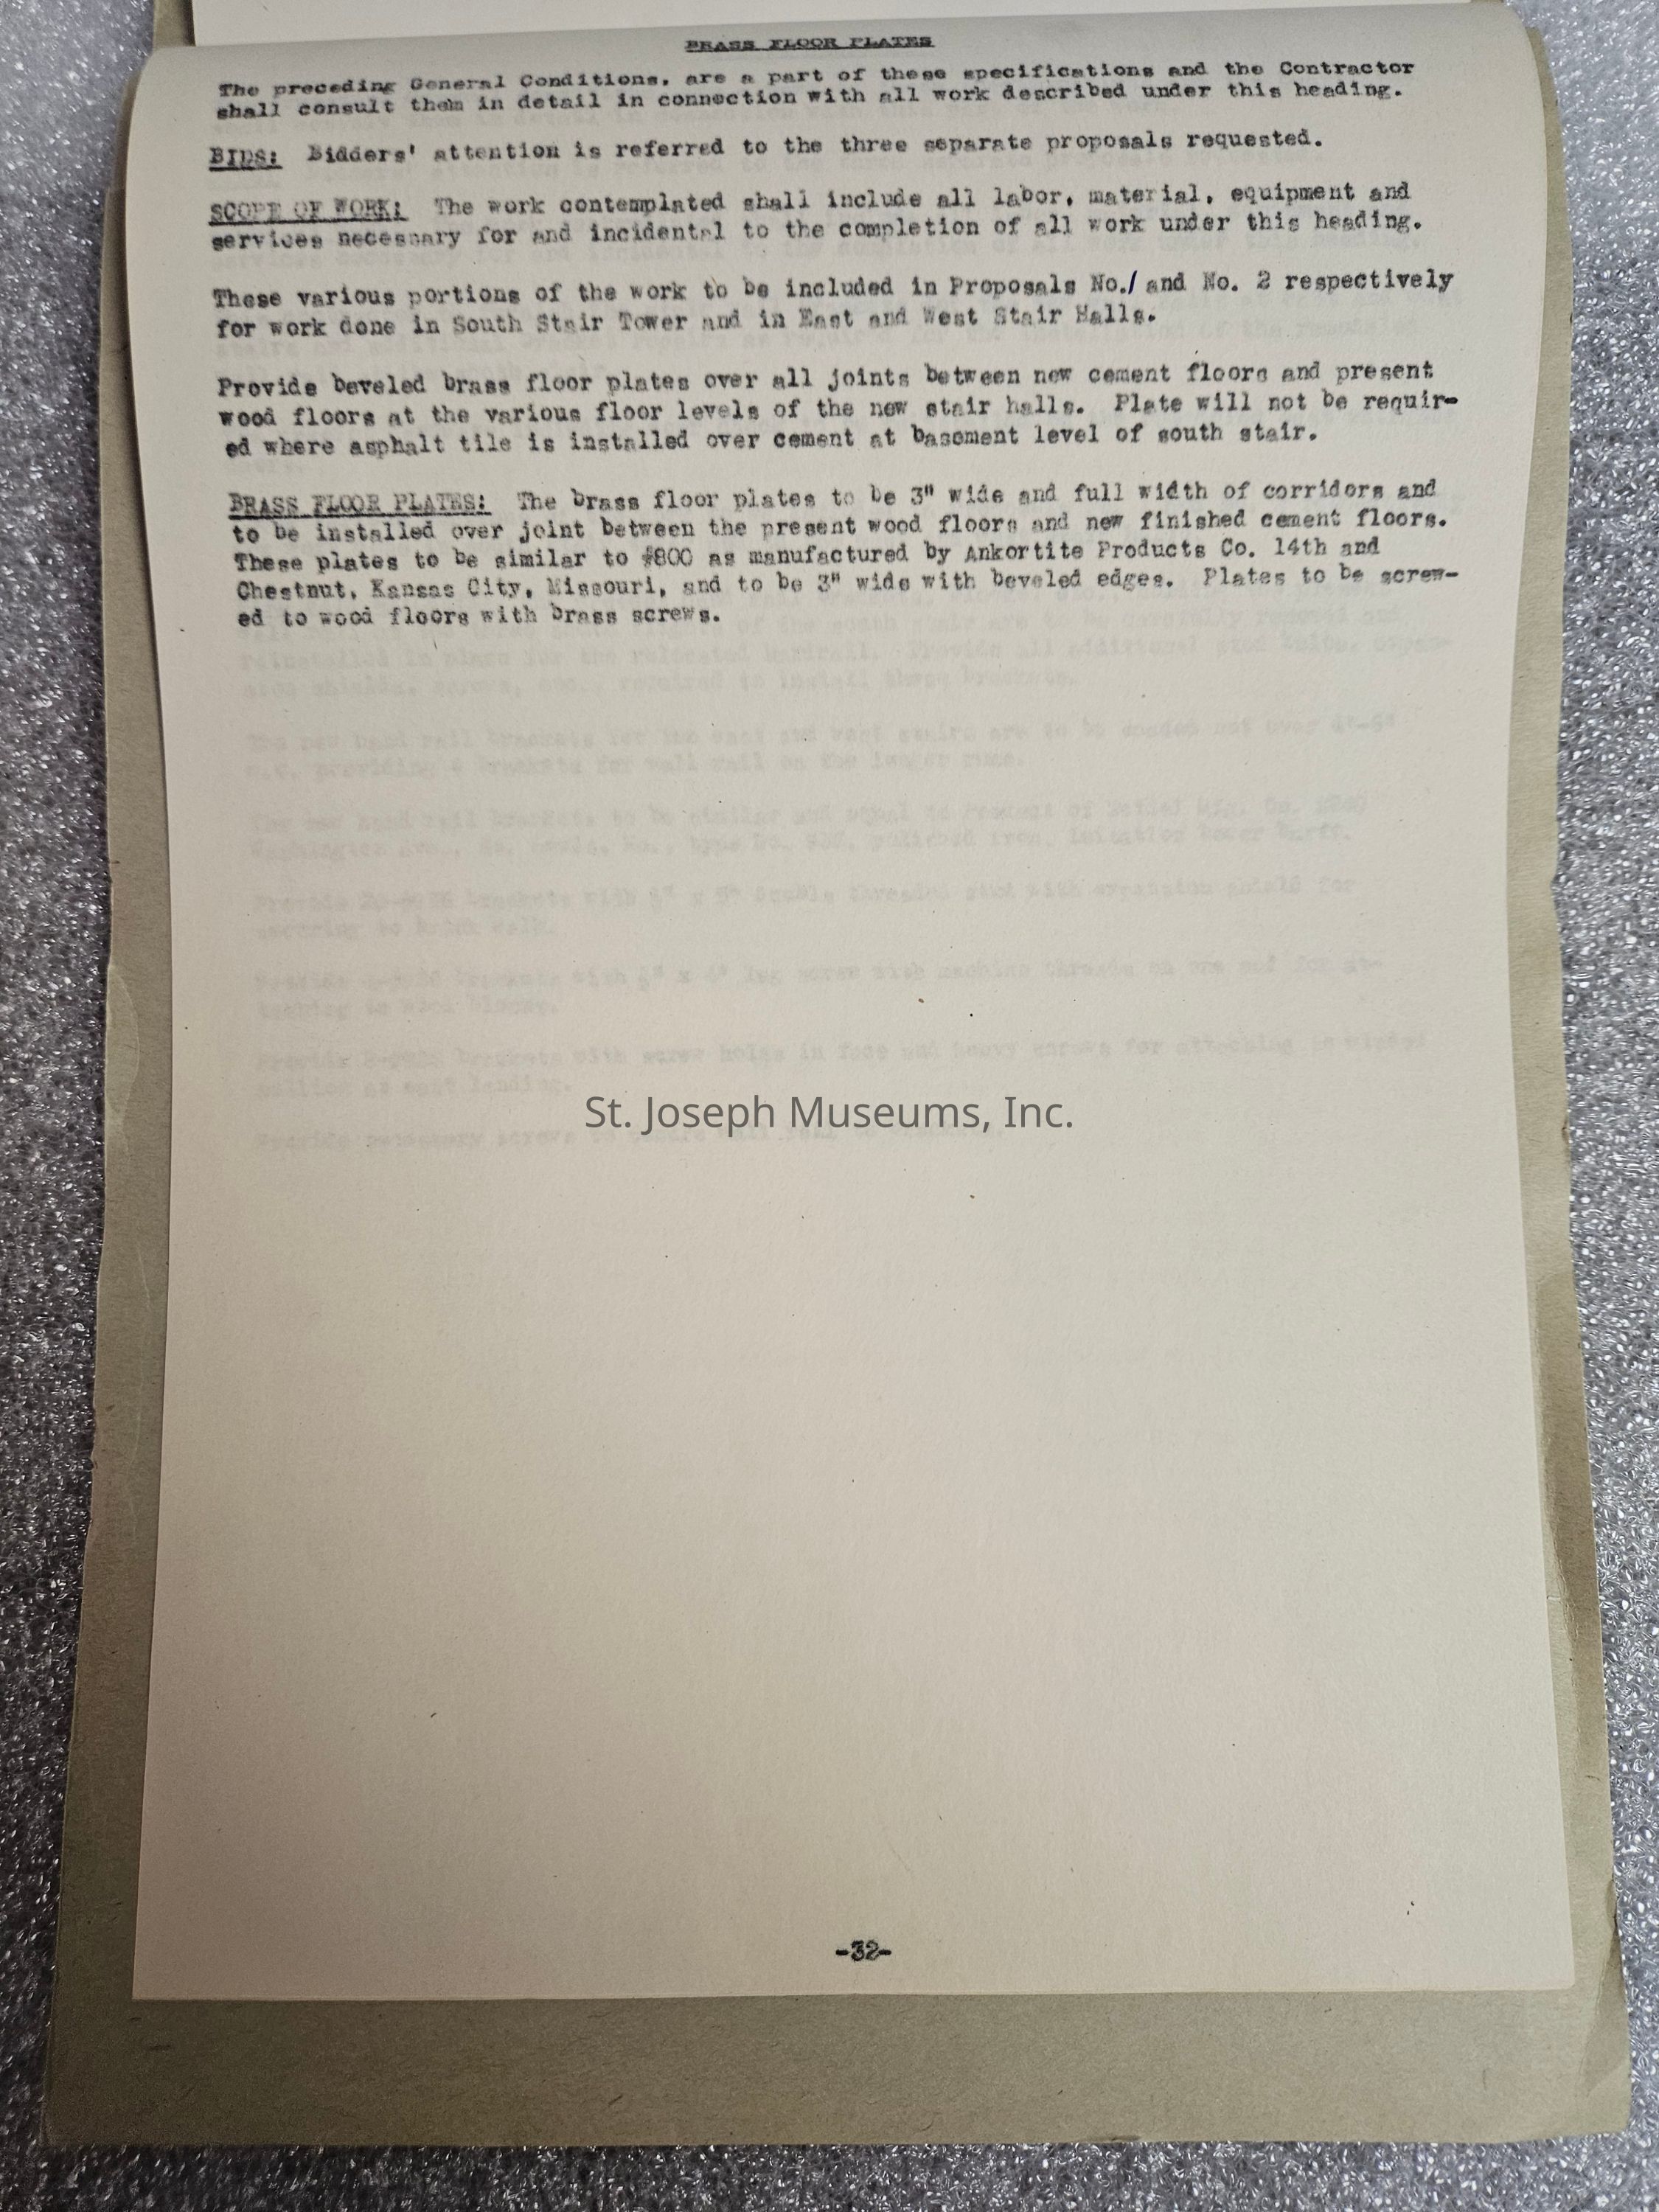 BRASS FLOOR PLATES
The preceding General Conditions, are a part of these specifications and the Contractor
shall consult them in detail in connection with all work described under this heading.
BIDS: Bidders' attention is referred to the three separate proposals requested.
SCOPE OF WORK: The work contemplated shall include all labor, material, equipment and
services necessary for and incidental to the completion of all work under this heading.
These various portions of the work to be included in Proposals No.1 and No. 2 respectively
for work done in South Stair Tower and in East and West Stair Halls.
Provide beveled brass floor plates over all joints between new cement floors and present
wood floors at the various floor levels of the new stair halls. Plate will not be requir-
ed where asphalt tile is installed over cement at basement level of south stair.
BRASS FLOOR PLATES: The brass floor plates to be 3" wide and full width of corridors and
to be installed over joint between the present wood floors and new finished cement floors.
These plates to be similar to #800 as manufactured by Ankortite Products Co. 14th and
Chestnut, Kansas City, Missouri, and to be 3" wide with beveled edges. Plates to be screw-
ed to wood floors with brass screws.
St. Joseph Museums, Inc.
-32-